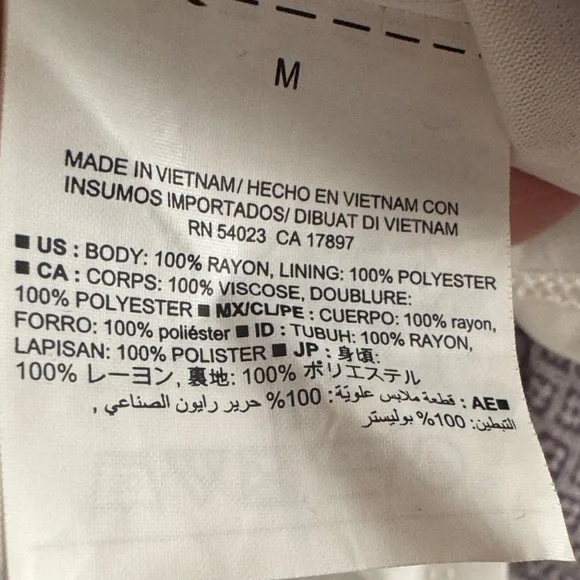 M
MADE IN VIETNAM/ HECHO EN VIETNAM CON
INSUMOS IMPORTADOS/ DIBUAT DI VIETNAM
RN 54023 CA 17897
■ US : BODY: 100% RAYON, LINING: 100% POLYESTER
■ CA : CORPS: 100% VISCOSE, DOUBLURE:
100% POLYESTER ■ MX/CL/PE : CUERPO: 100% rayon,
FORRO: 100% poliéster ■ ID : TUBUH: 100% RAYON,
LAPISAN: 100% POLISTER ■ JP : 身頃:
100% レーヨン, 裏地: 100% ポリエステル
■AE : قطعة ملابس علويّة: 100% حرير رايون الصناعي ,
التبطين: 100% بوليستر